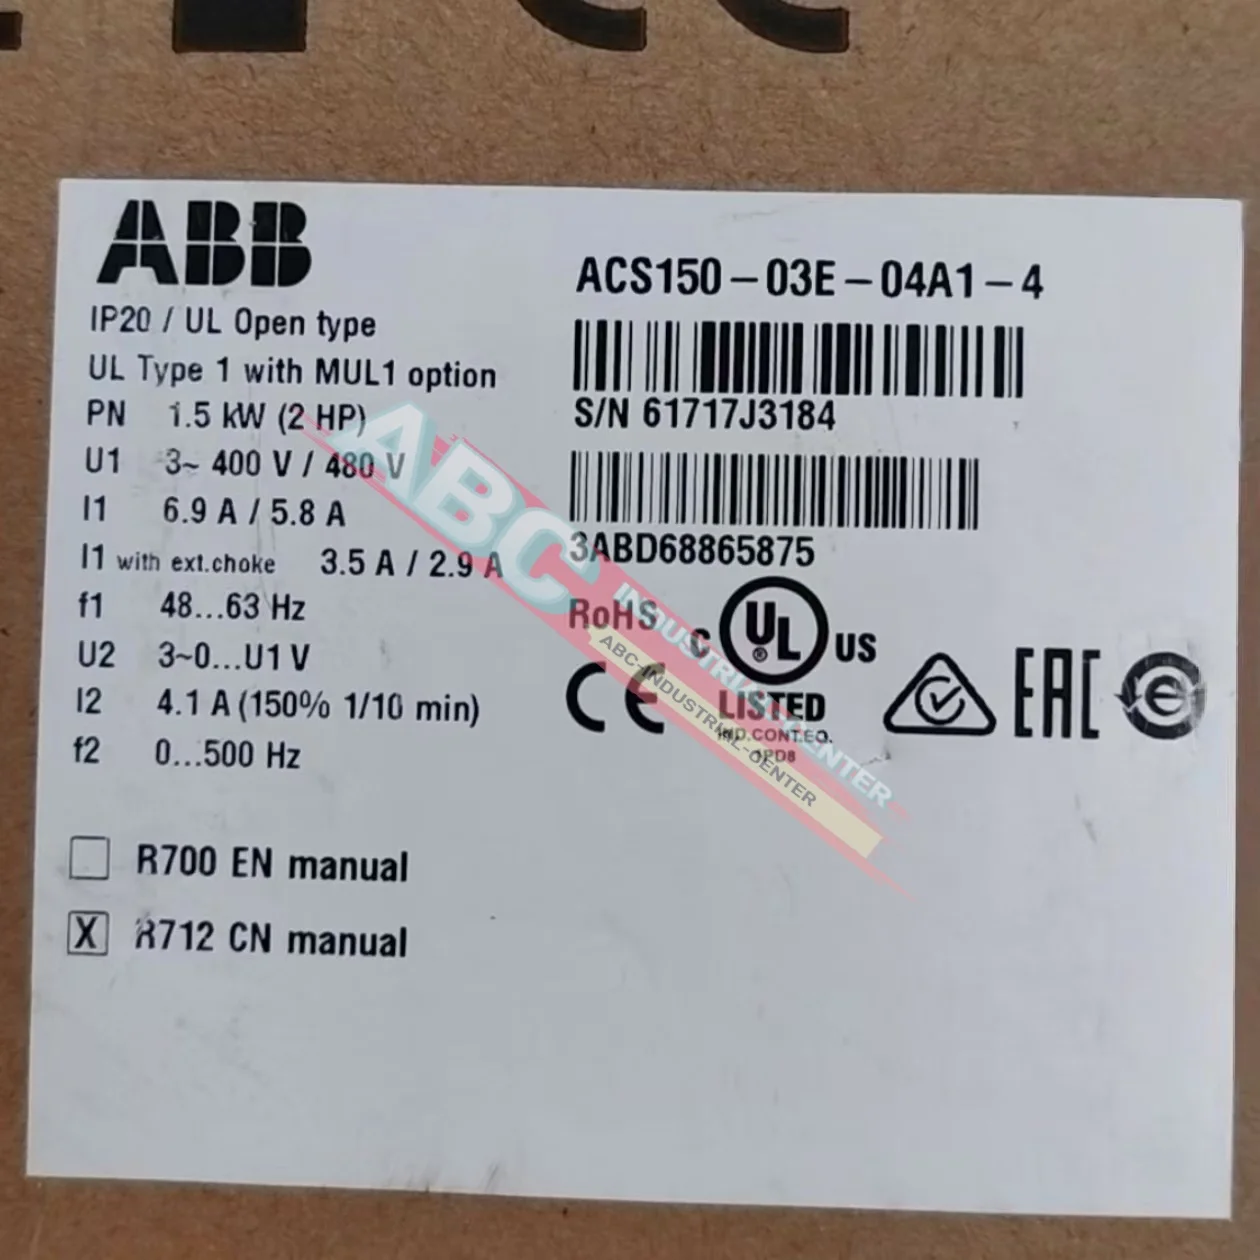 ABB
IP20 / UL Open type
UL Type 1 with MUL1 option
PN 1.5 kW (2 HP)
U1 3~ 400 V / 480 V
I1 6.9 A / 5.8 A
I1 with ext.choke 3.5 A / 2.9 A
f1 48...63 Hz
U2 3~0...U1 V
I2 4.1 A (150% 1/10 min)
f2 0...500 Hz
R700 EN manual
X R712 CN manual
ACS150-03E-04A1-4
S/N 61717J3184
3ABD68865875
RoHS
CE
C UL ® US
LISTED
IND.CONT.EQ.
1PD8
EAC
e
ABC
INDUSTRIAL-CENTER
ABC-INDUSTRIAL-CENTER